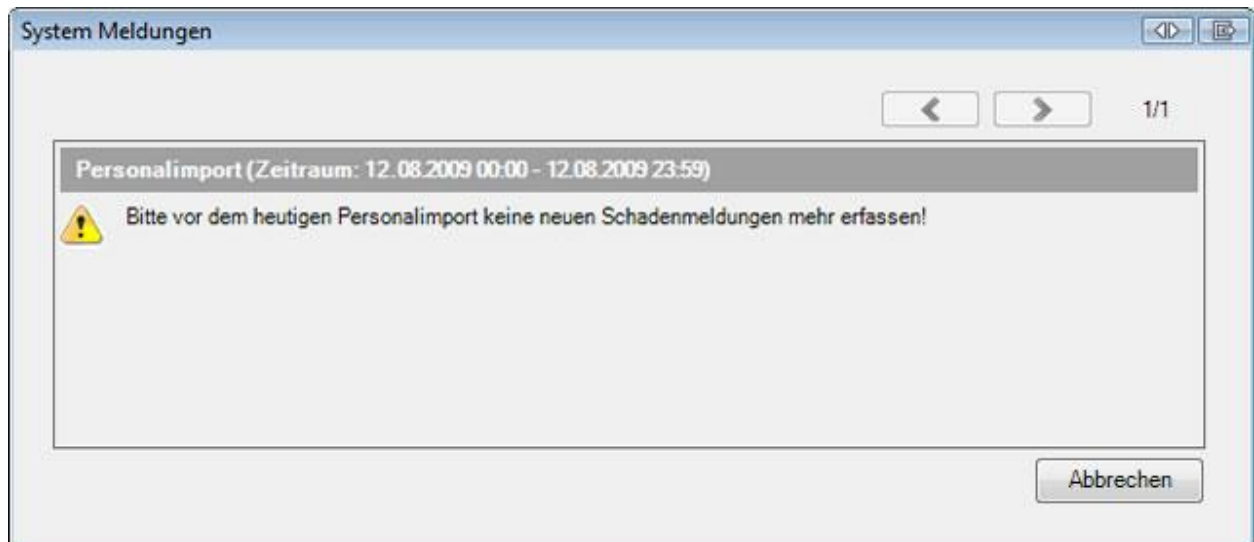 System Meldungen
1/1
Personalimport (Zeitraum: 12.08.2009 00:00 - 12.08.2009 23:59)
Bitte vor dem heutigen Personalimport keine neuen Schadenmeldungen mehr erfassen!
Abbrechen